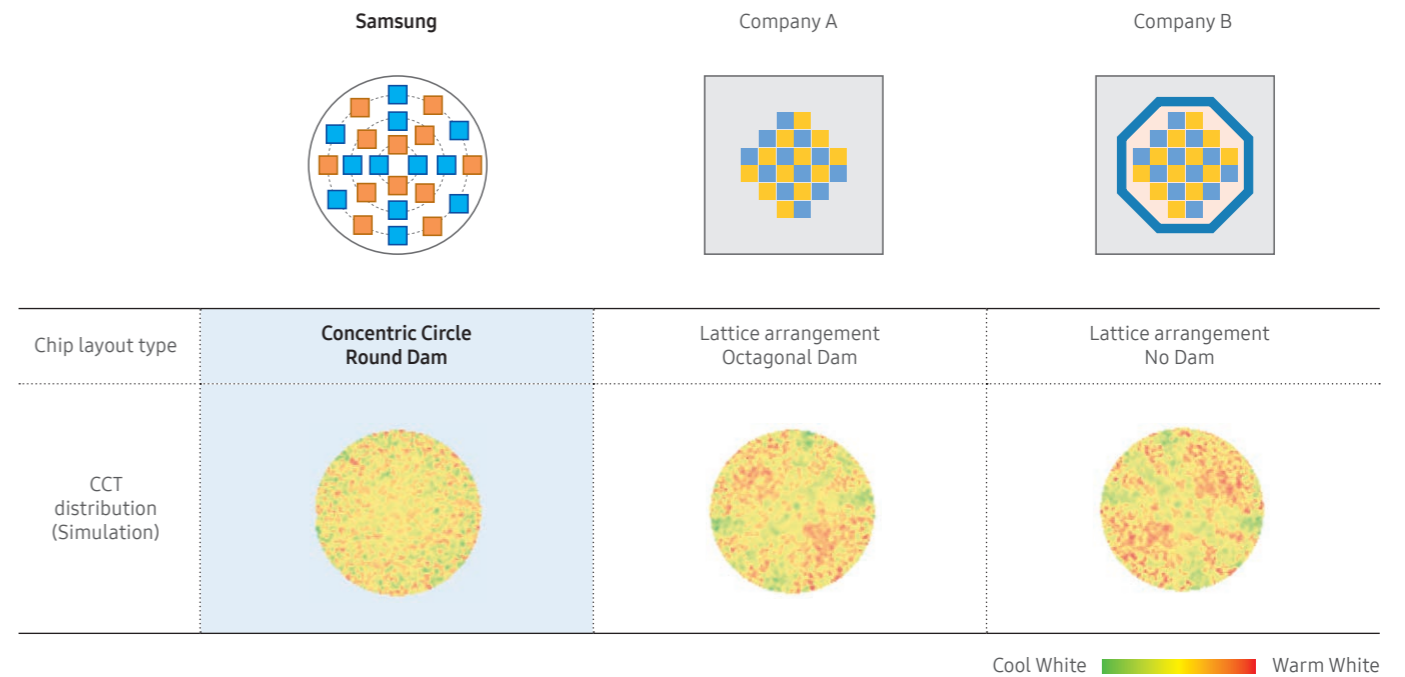 Samsung
Company A
Company B
Chip layout type
Concentric Circle
Round Dam
Lattice arrangement
Octagonal Dam
Lattice arrangement
No Dam
CCT
distribution
(Simulation)
Cool White
Warm White